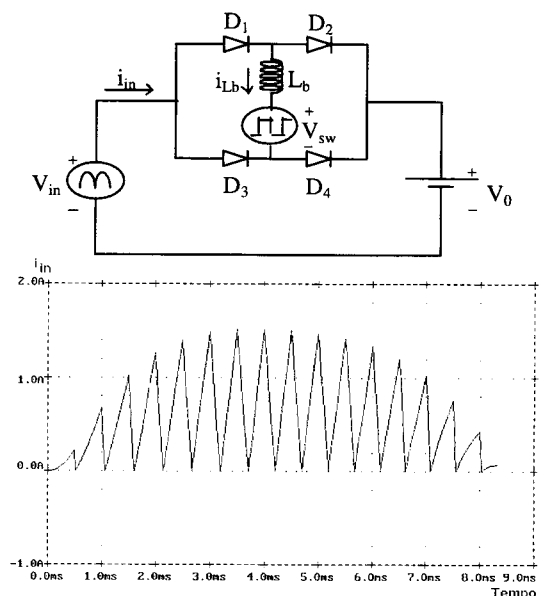 D1 D2
iin
iLb Lb
+
Vsw
−
+
Vin
−
D3 D4
+
V0
−
iin
2.0A
1.0A
0.0A
-1.0A
0.0ms 1.0ms 2.0ms 3.0ms 4.0ms 5.0ms 6.0ms 7.0ms 8.0ms 9.0ms
Tempo